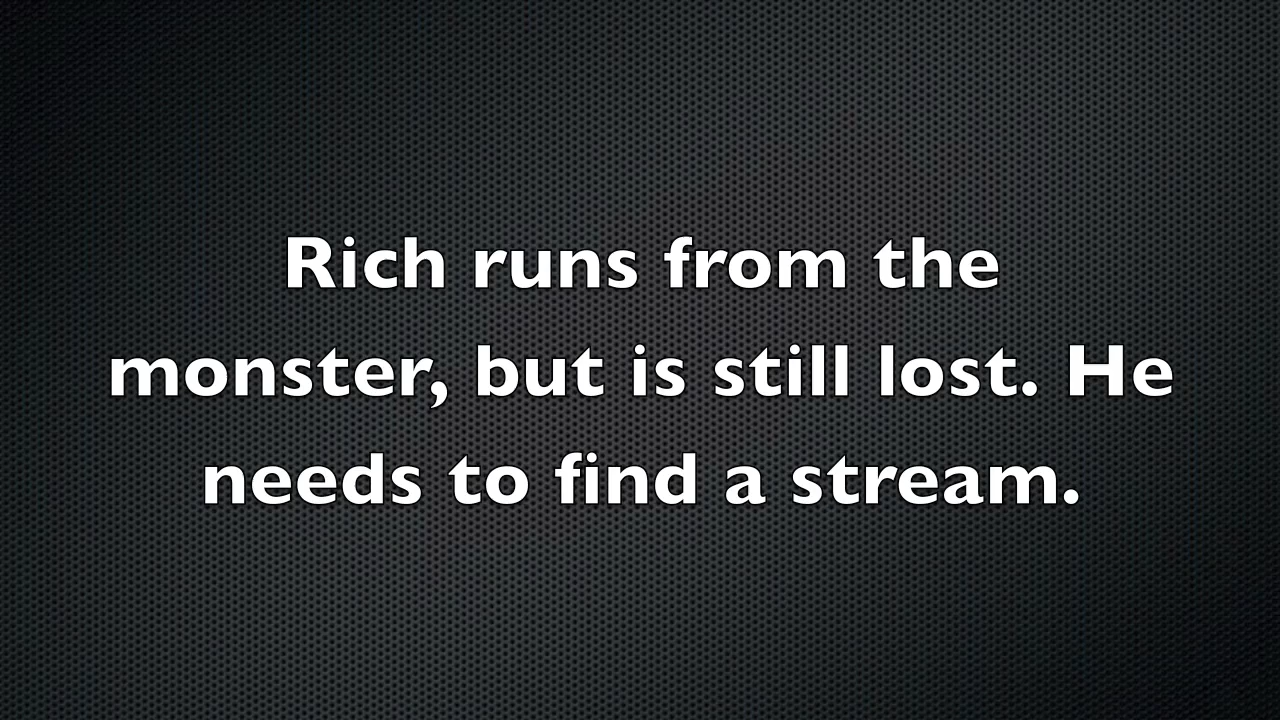 Rich runs from the
monster, but is still lost. He
needs to find a stream.